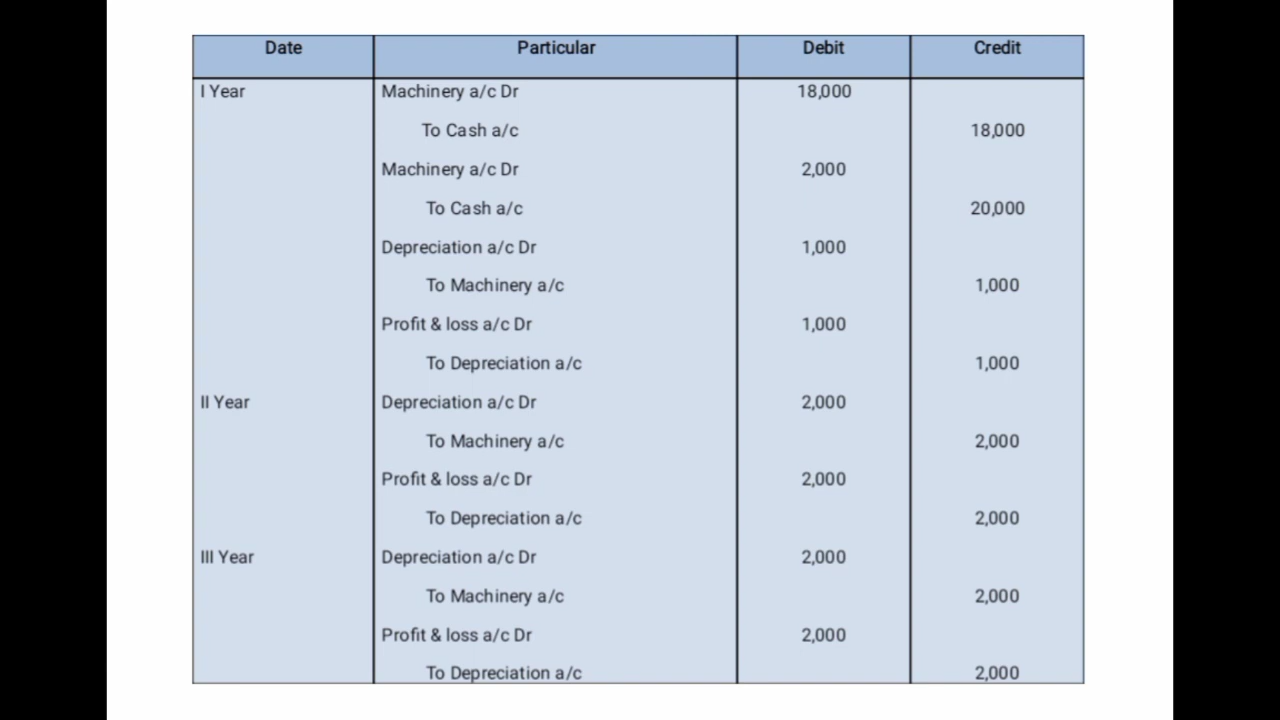 Date Particular Debit Credit
I Year Machinery a/c Dr 18,000
To Cash a/c 18,000
Machinery a/c Dr 2,000
To Cash a/c 20,000
Depreciation a/c Dr 1,000
To Machinery a/c 1,000
Profit & loss a/c Dr 1,000
To Depreciation a/c 1,000
II Year Depreciation a/c Dr 2,000
To Machinery a/c 2,000
Profit & loss a/c Dr 2,000
To Depreciation a/c 2,000
III Year Depreciation a/c Dr 2,000
To Machinery a/c 2,000
Profit & loss a/c Dr 2,000
To Depreciation a/c 2,000